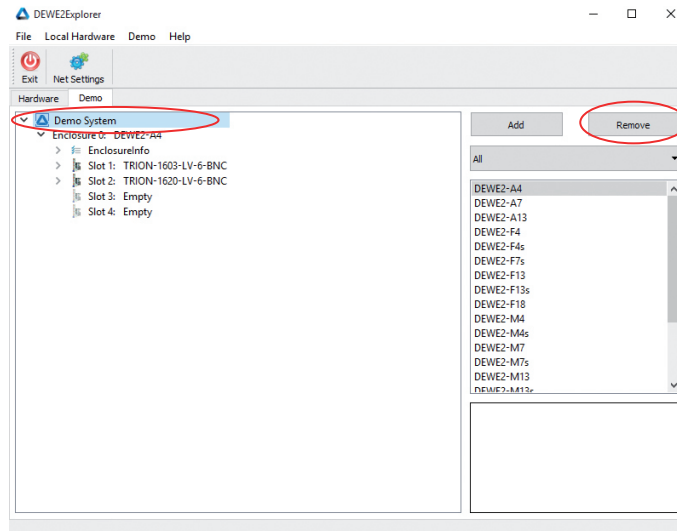 DEWE2Explorer
File Local Hardware Demo Help
Exit Net Settings
Hardware Demo
Demo System
Enclosure 0: DEWE2-A4
EnclosureInfo
Slot 1: TRION-1603-LV-6-BNC
Slot 2: TRION-1620-LV-6-BNC
Slot 3: Empty
Slot 4: Empty
Add Remove
All
DEWE2-A4
DEWE2-A7
DEWE2-A13
DEWE2-F4
DEWE2-F4s
DEWE2-F7s
DEWE2-F13
DEWE2-F13s
DEWE2-F18
DEWE2-M4
DEWE2-M4s
DEWE2-M7
DEWE2-M7s
DEWE2-M13
DEWE2-M13s